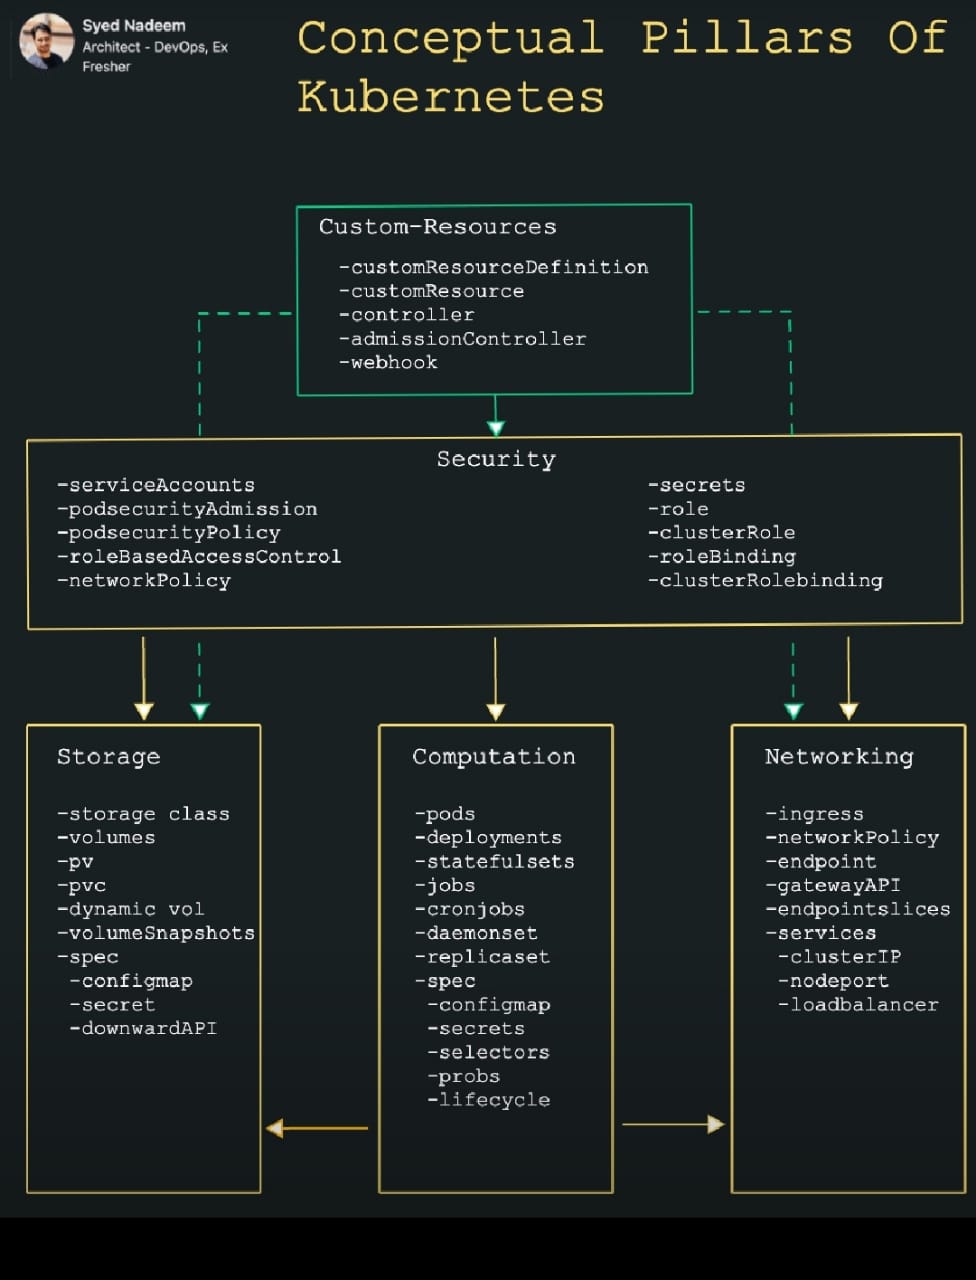 Syed Nadeem
Architect - DevOps, Ex
Fresher
Conceptual Pillars Of
Kubernetes
Custom-Resources
-customResourceDefinition
-customResource
-controller
-admissionController
-webhook
Security
-serviceAccounts
-podsecurityAdmission
-podsecurityPolicy
-roleBasedAccessControl
-networkPolicy
-secrets
-role
-clusterRole
-roleBinding
-clusterRolebinding
Storage
-storage class
-volumes
-pv
-pvc
-dynamic vol
-volumeSnapshots
-spec
-configmap
-secret
-downwardAPI
Computation
-pods
-deployments
-statefulsets
-jobs
-cronjobs
-daemonset
-replicaset
-spec
-configmap
-secrets
-selectors
-probs
-lifecycle
Networking
-ingress
-networkPolicy
-endpoint
-gatewayAPI
-endpointslices
-services
-clusterIP
-nodeport
-loadbalancer